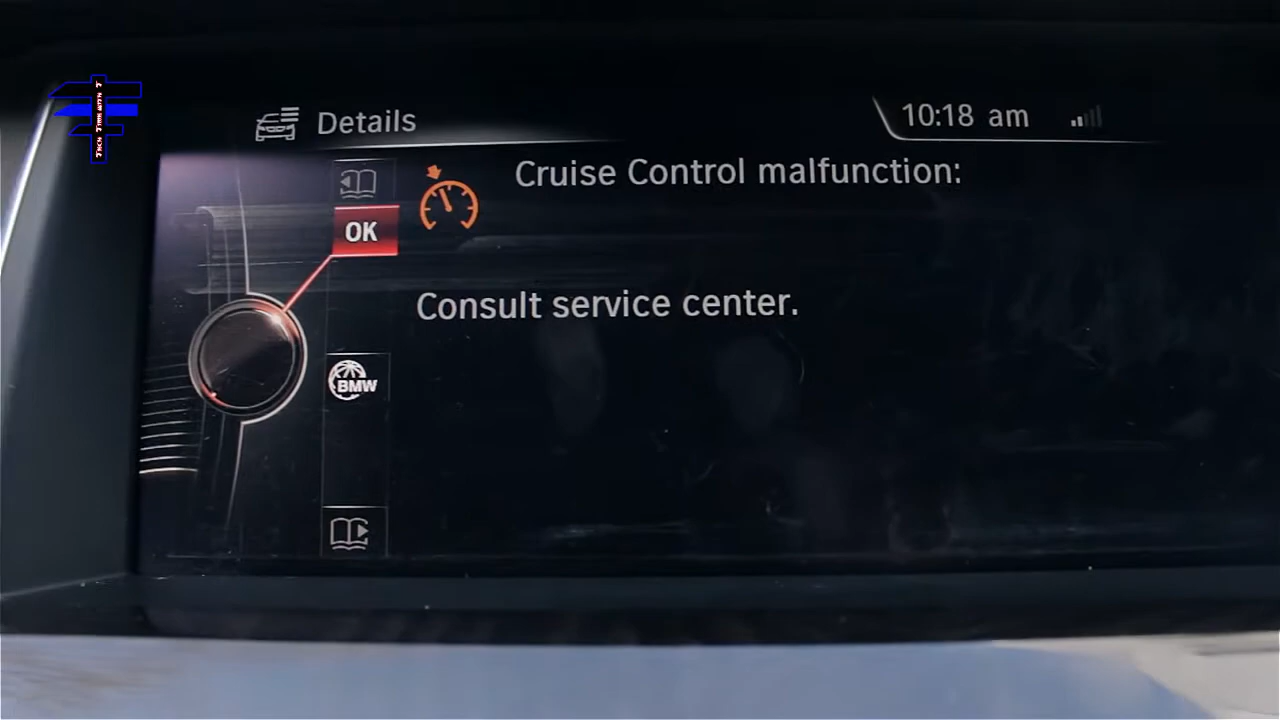 Details
10:18 am
Cruise Control malfunction:
OK
Consult service center.
BMW